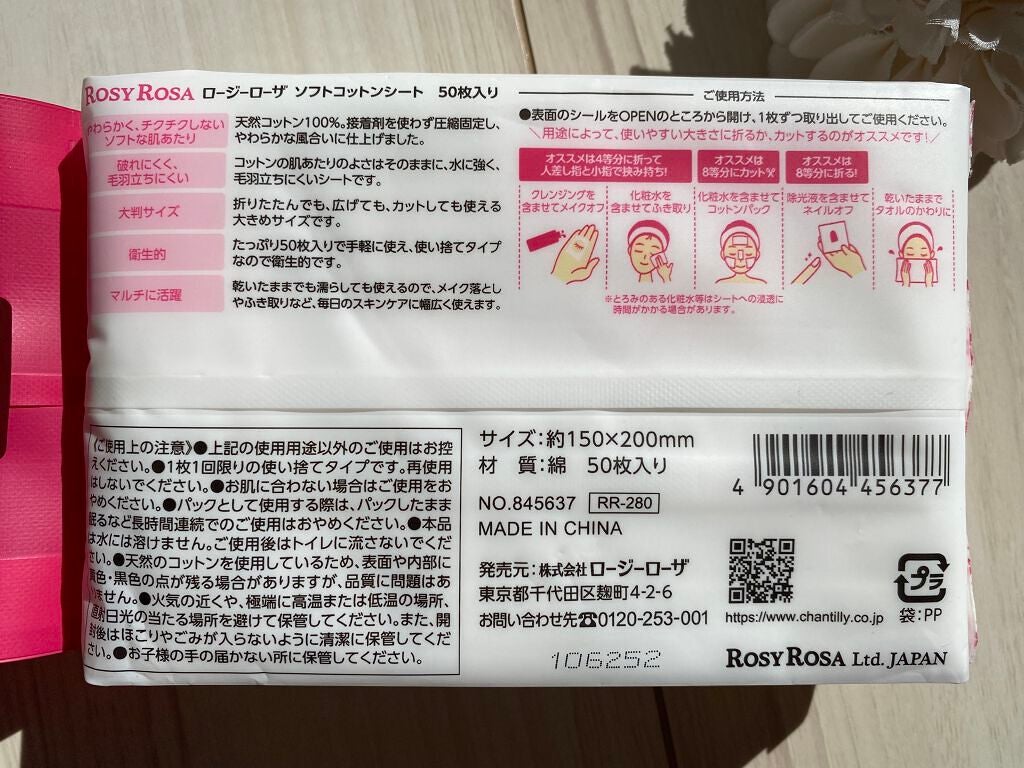 ROSY ROSA ロージーローザ ソフトコットンシート 50枚入り
やわらかく、チクチクしない
ソフトな肌あたり
天然コットン100%。接着剤を使わず圧縮固定し、
やわらかな風合いに仕上げました。
破れにくく、
毛羽立ちにくい
コットンの肌あたりのよさはそのままに、水に強く、
毛羽立ちにくいシートです。
大判サイズ
折りたたんでも、広げても、カットしても使える
大きめサイズです。
衛生的
たっぷり50枚入りで手軽に使え、使い捨てタイプ
なので衛生的です。
マルチに活躍
乾いたままでも濡らしても使えるので、メイク落とし
やふき取りなど、毎日のスキンケアに幅広く使えます。
ご使用方法
●表面のシールをOPENのところから開け、1枚ずつ取り出してご使用ください。
＼用途によって、使いやすい大きさに折るか、カットするのがオススメです!／
オススメは4等分に折って
人差し指と小指で挟み持ち!
オススメは
8等分にカット
オススメは
8等分に折る!
クレンジングを
含ませてメイクオフ
化粧水を
含ませてふき取り
化粧水を含ませて
コットンパック
除光液を含ませて
ネイルオフ
乾いたままで
タオルのかわりに
※とろみのある化粧水等はシートへの浸透に
時間がかかる場合があります。
《ご使用上の注意》●上記の使用用途以外のご使用はお控
えください。●1枚1回限りの使い捨てタイプです。再使用
はしないでください。●お肌に合わない場合はご使用をお
やめください。●パックとして使用する際は、パックしたまま
眠るなど長時間連続でのご使用はおやめください。●本品
は水には溶けません。ご使用後はトイレに流さないでくだ
さい。●天然のコットンを使用しているため、表面や内部に
黄色・黒色の点が残る場合がありますが、品質に問題はあ
りません。●火気の近くや、極端に高温または低温の場所、
直射日光の当たる場所を避けて保管してください。また、開
封後はほこりやごみが入らないように清潔に保管してくだ
さい。●お子様の手の届かない所に保管してください。
サイズ:約150×200mm
材 質:綿 50枚入り
NO.845637 RR-280
MADE IN CHINA
発売元:株式会社ロージーローザ
東京都千代田区麹町4-2-6
お問い合わせ先☎0120-253-001
106252
4 901604 456377
https://www.chantilly.co.jp
プラ
袋:PP
ROSY ROSA Ltd. JAPAN